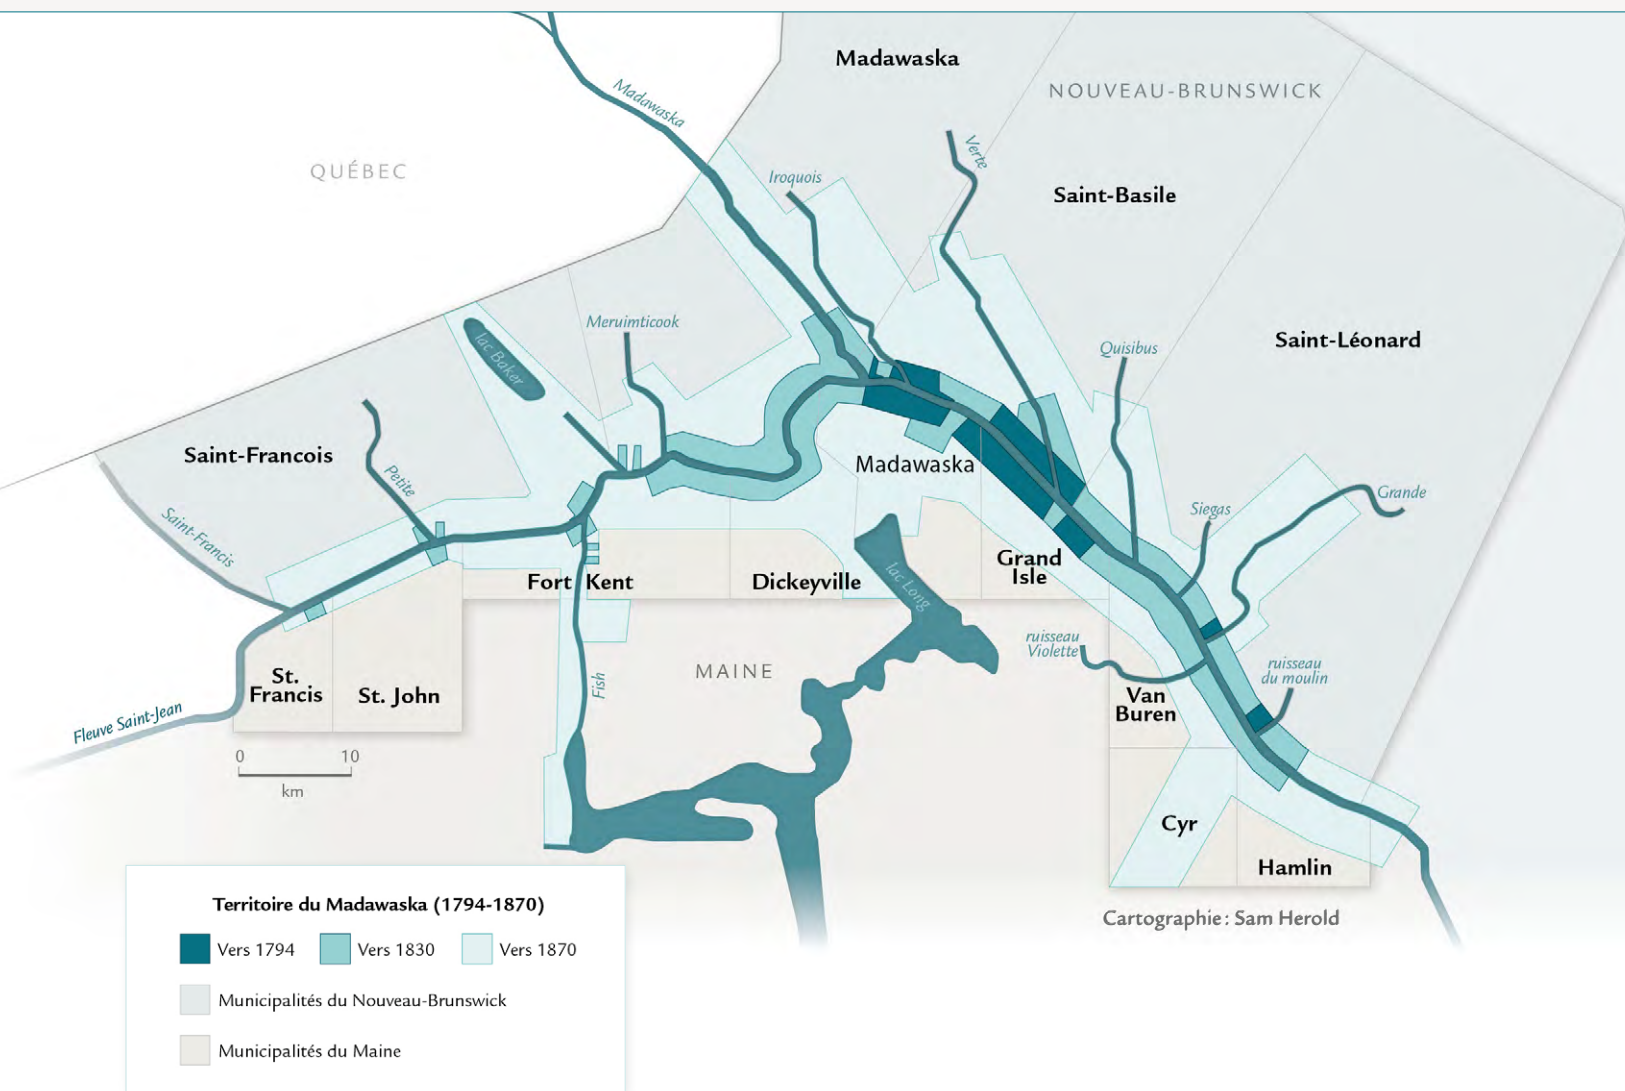 Madawaska
NOUVEAU-BRUNSWICK
Madawaska
Verte
QUÉBEC
Iroquois
Saint-Basile
Meruimticook
lac Baker
Quisibus
Saint-Léonard
Saint-Francois
Petite
Madawaska
Grande
Siegas
Saint-Francis
Grand
Isle
Fort Kent
Dickeyville
lac Long
ruisseau
Violette
MAINE
ruisseau
du moulin
St.
Francis
St. John
Fish
Van
Buren
Fleuve Saint-Jean
0 10
km
Cyr
Hamlin
Cartographie : Sam Herold
Territoire du Madawaska (1794-1870)
Vers 1794 Vers 1830 Vers 1870
Municipalités du Nouveau-Brunswick
Municipalités du Maine